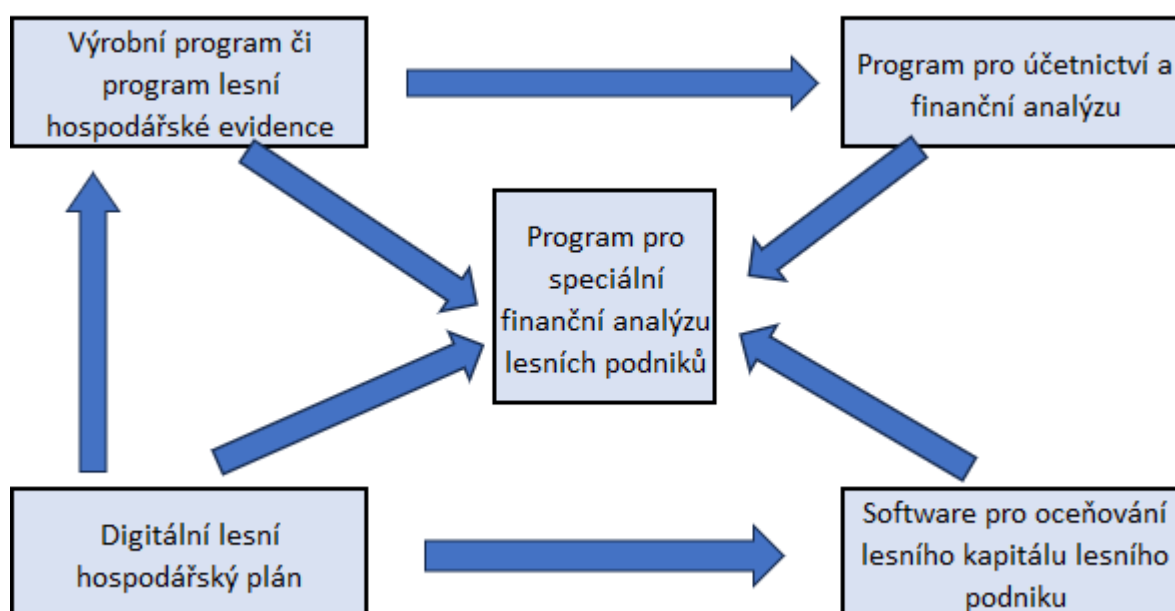 Výrobní program či
program lesní
hospodářské evidence
Program pro účetnictví a
finanční analýzu
Program pro
speciální
finanční analýzu
lesních podniků
Digitální lesní
hospodářský plán
Software pro oceňování
lesního kapitálu lesního
podniku